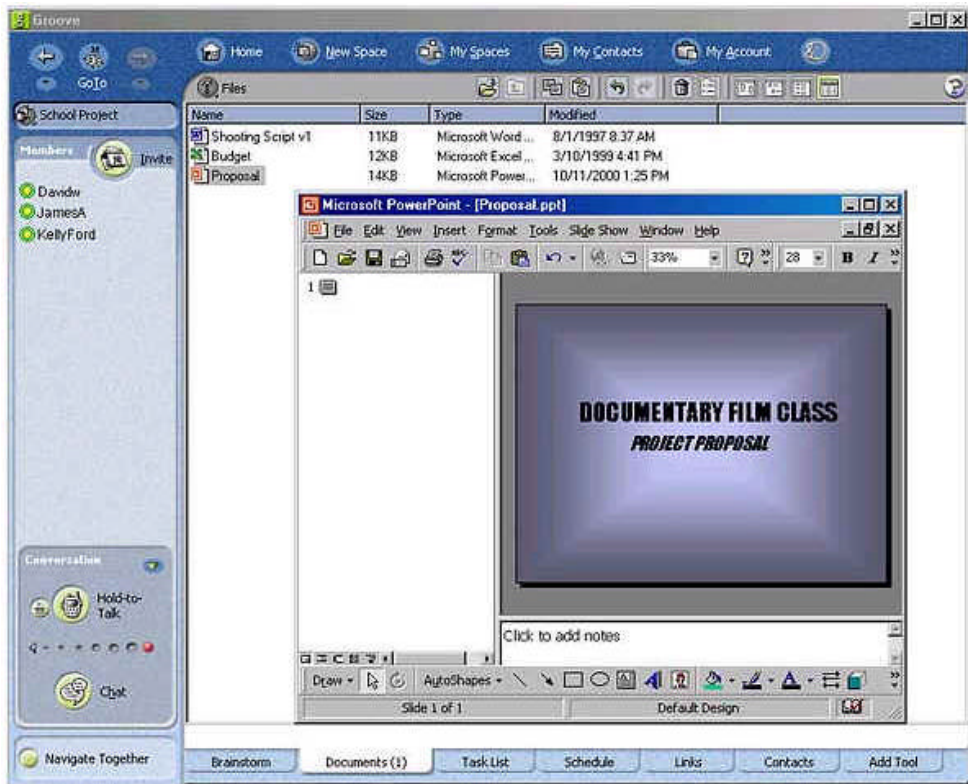 Groove
GoTo
Home New Space My Spaces My Contacts My Account
Files
School Project
Name Size Type Modified
Shooting Script v1 11KB Microsoft Word ... 8/1/1997 8:37 AM
Budget 12KB Microsoft Excel ... 3/10/1999 4:41 PM
Proposal 14KB Microsoft Power... 10/11/2000 1:25 PM
Members
Invite
Davidw
JamesA
KellyFord
Microsoft PowerPoint - [Proposal.ppt]
File Edit View Insert Format Tools Slide Show Window Help
33% 28 B I
1
DOCUMENTARY FILM CLASS
PROJECT PROPOSAL
Click to add notes
Draw AutoShapes
Slide 1 of 1 Default Design
Conversation
Hold-to-
Talk
Chat
Navigate Together
Brainstorm Documents (1) Task List Schedule Links Contacts Add Tool